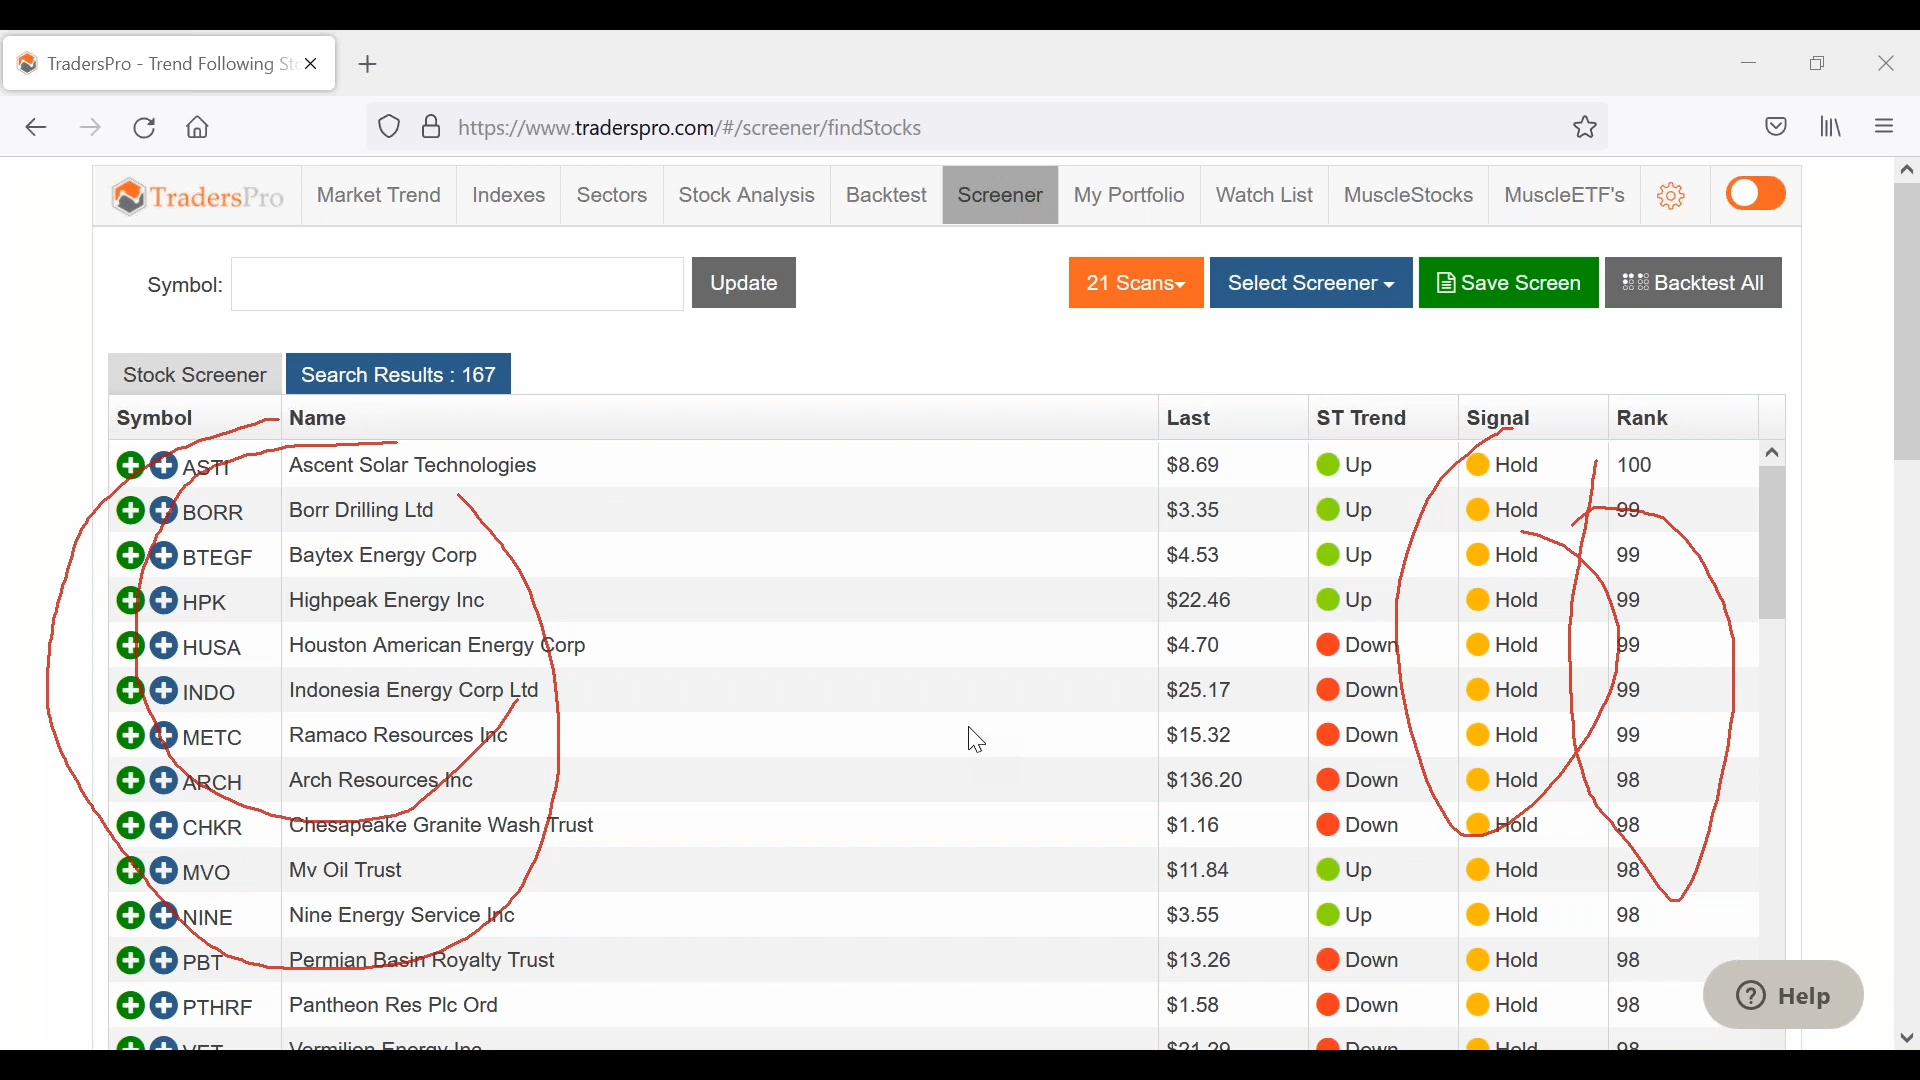 TradersPro - Trend Following St
https://www.traderspro.com/#/screener/findStocks
TradersPro Market Trend Indexes Sectors Stock Analysis Backtest Screener My Portfolio Watch List MuscleStocks MuscleETF's
Symbol: Update 21 Scans Select Screener Save Screen Backtest All
Stock Screener Search Results : 167
Symbol Name Last ST Trend Signal Rank
ASTI Ascent Solar Technologies $8.69 Up Hold 100
BORR Borr Drilling Ltd $3.35 Up Hold 99
BTEGF Baytex Energy Corp $4.53 Up Hold 99
HPK Highpeak Energy Inc $22.46 Up Hold 99
HUSA Houston American Energy Corp $4.70 Down Hold 99
INDO Indonesia Energy Corp Ltd $25.17 Down Hold 99
METC Ramaco Resources Inc $15.32 Down Hold 99
ARCH Arch Resources Inc $136.20 Down Hold 98
CHKR Chesapeake Granite Wash Trust $1.16 Down Hold 98
MVO Mv Oil Trust $11.84 Up Hold 98
NINE Nine Energy Service Inc $3.55 Up Hold 98
PBT Permian Basin Royalty Trust $13.26 Down Hold 98
PTHRF Pantheon Res Plc Ord $1.58 Down Hold 98
VET Vermilion Energy Inc $21.29 Down Hold 98
Help